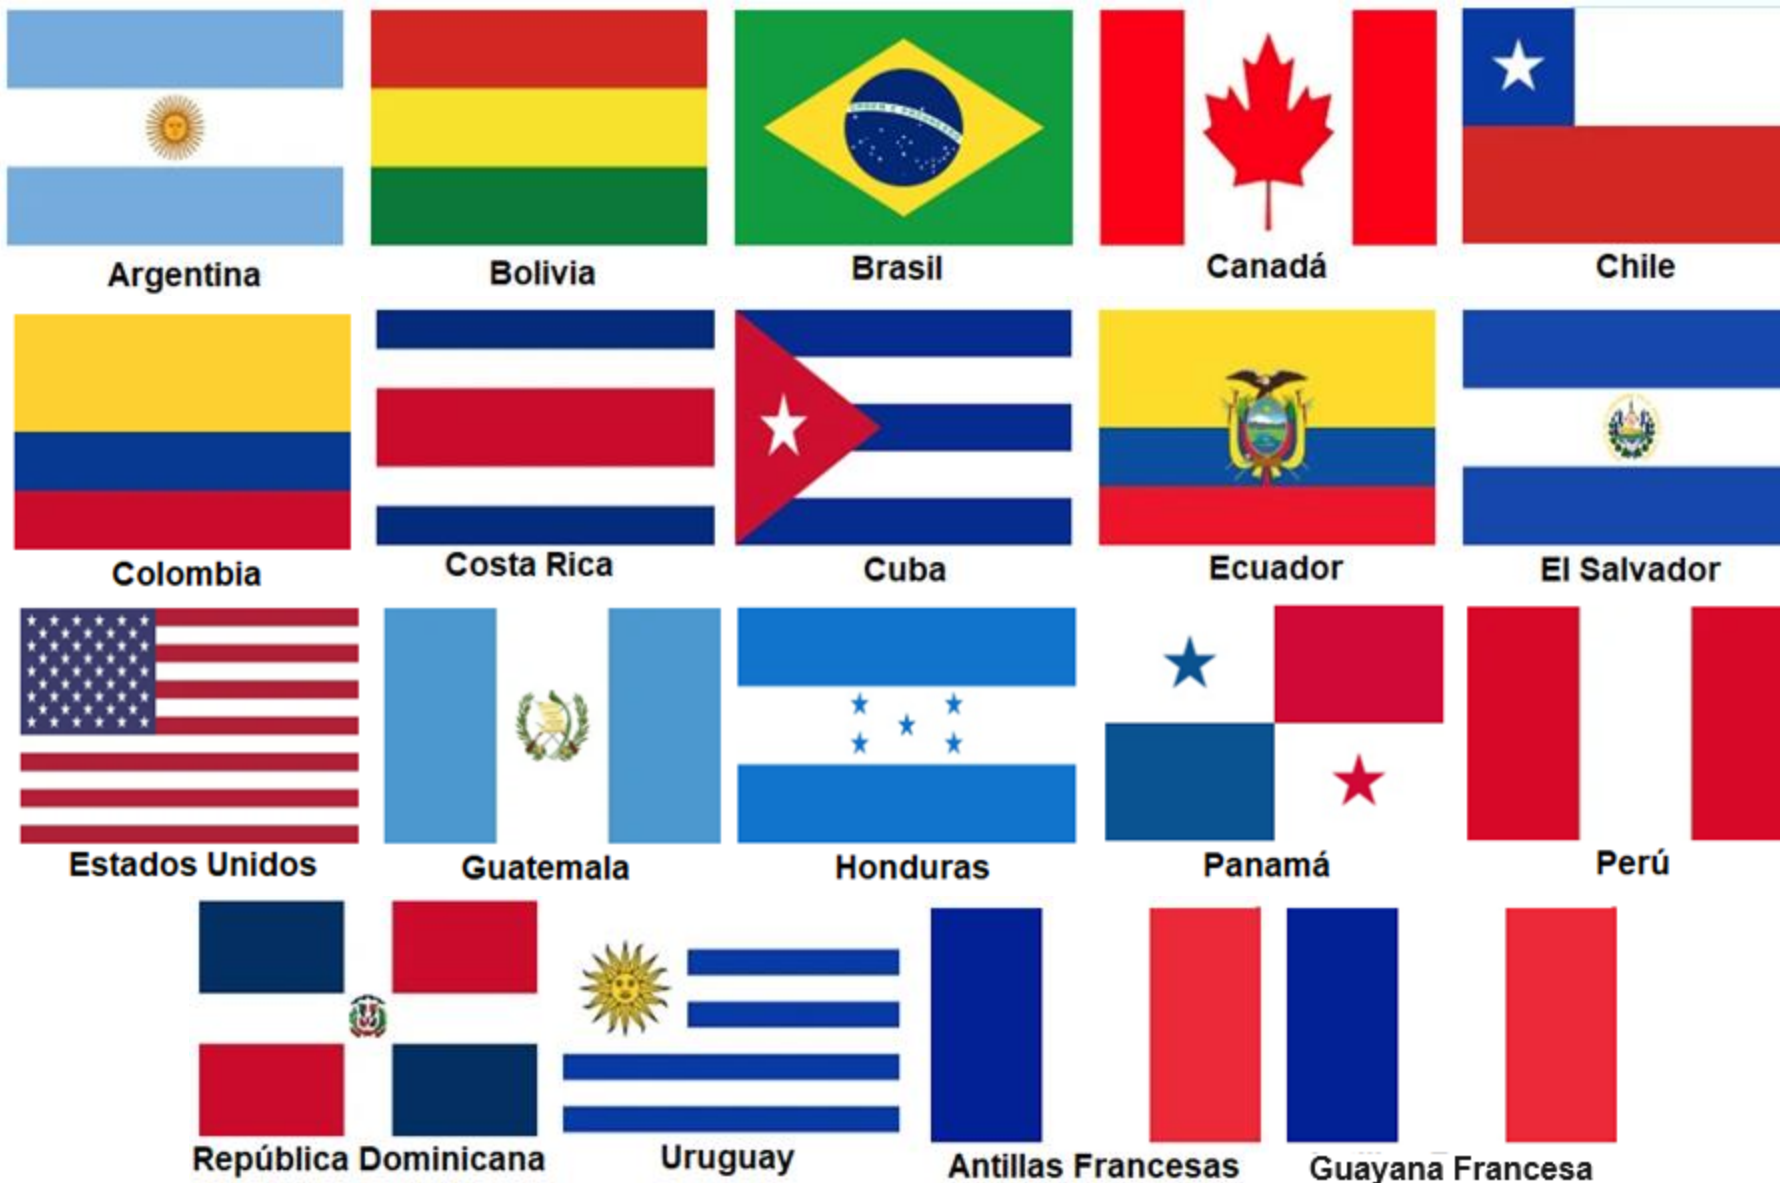 Argentina
Bolivia
Brasil
Canadá
Chile
Colombia
Costa Rica
Cuba
Ecuador
El Salvador
Estados Unidos
Guatemala
Honduras
Panamá
Perú
República Dominicana
Uruguay
Antillas Francesas
Guayana Francesa